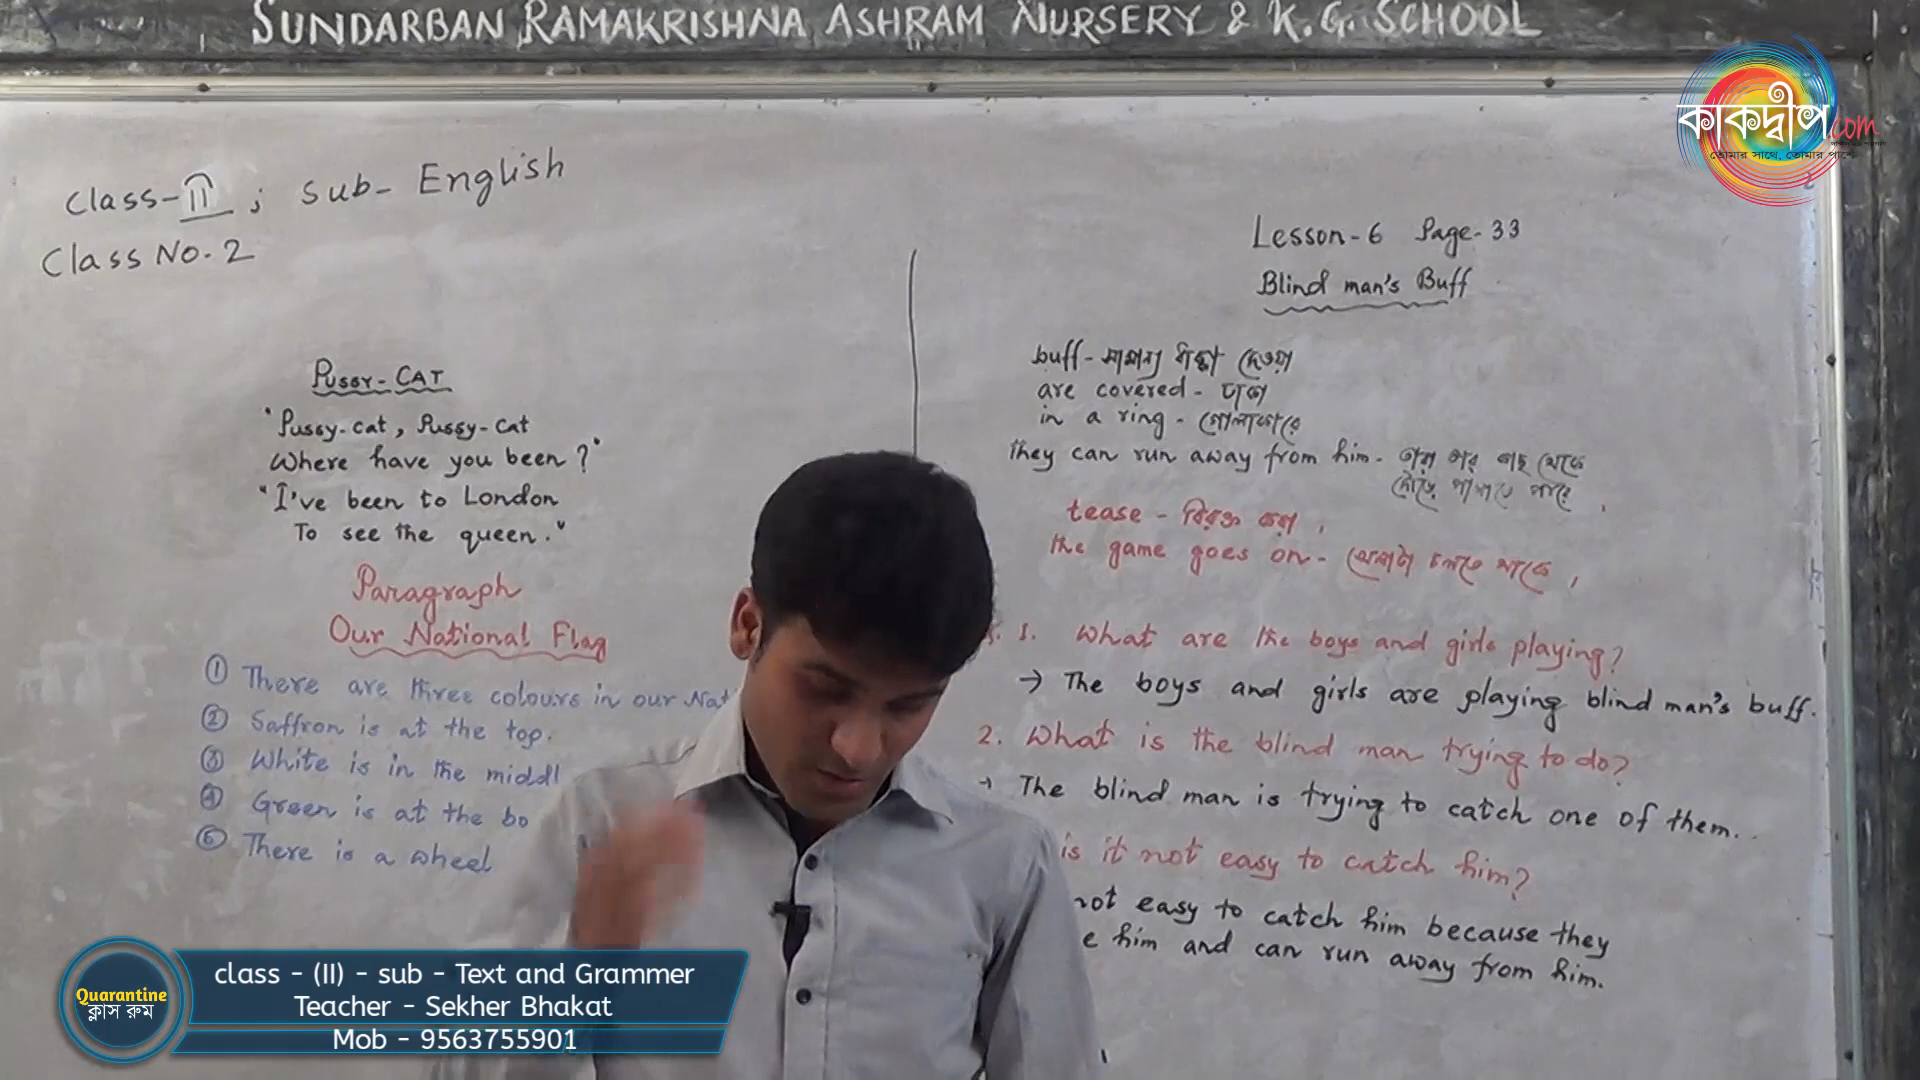 SUNDARBAN RAMAKRISHNA ASHRAM NURSERY & K.G. SCHOOL
কাকদ্বীপ.com
তোমার সাথে, তোমার পাশে
Class-II ; Sub- English
Class No. 2
PUSSY-CAT
"Pussy-cat, Pussy-cat
Where have you been?"
"I've been to London
To see the queen."
Paragraph
Our National Flag
① There are three colours in our Nat
② Saffron is at the top.
③ White is in the middl
④ Green is at the bo
⑤ There is a wheel
Lesson-6 Page-33
Blind man's Buff
buff- সামান্য ধাক্কা দেওয়া
are covered - ঢাকা
in a ring - গোলাকারে
they can run away from him- তারা তার কাছ থেকে
দৌড়ে পালাতে পারে
tease - বিরক্ত করা,
the game goes on- খেলাটা চলতে থাকে,
1. What are the boys and girls playing?
→ The boys and girls are playing blind man's buff.
2. What is the blind man trying to do?
→ The blind man is trying to catch one of them.
is it not easy to catch him?
not easy to catch him because they
e him and can run away from him.
Quarantine
ক্লাস রুম
class - (II) - sub - Text and Grammer
Teacher - Sekher Bhakat
Mob - 9563755901